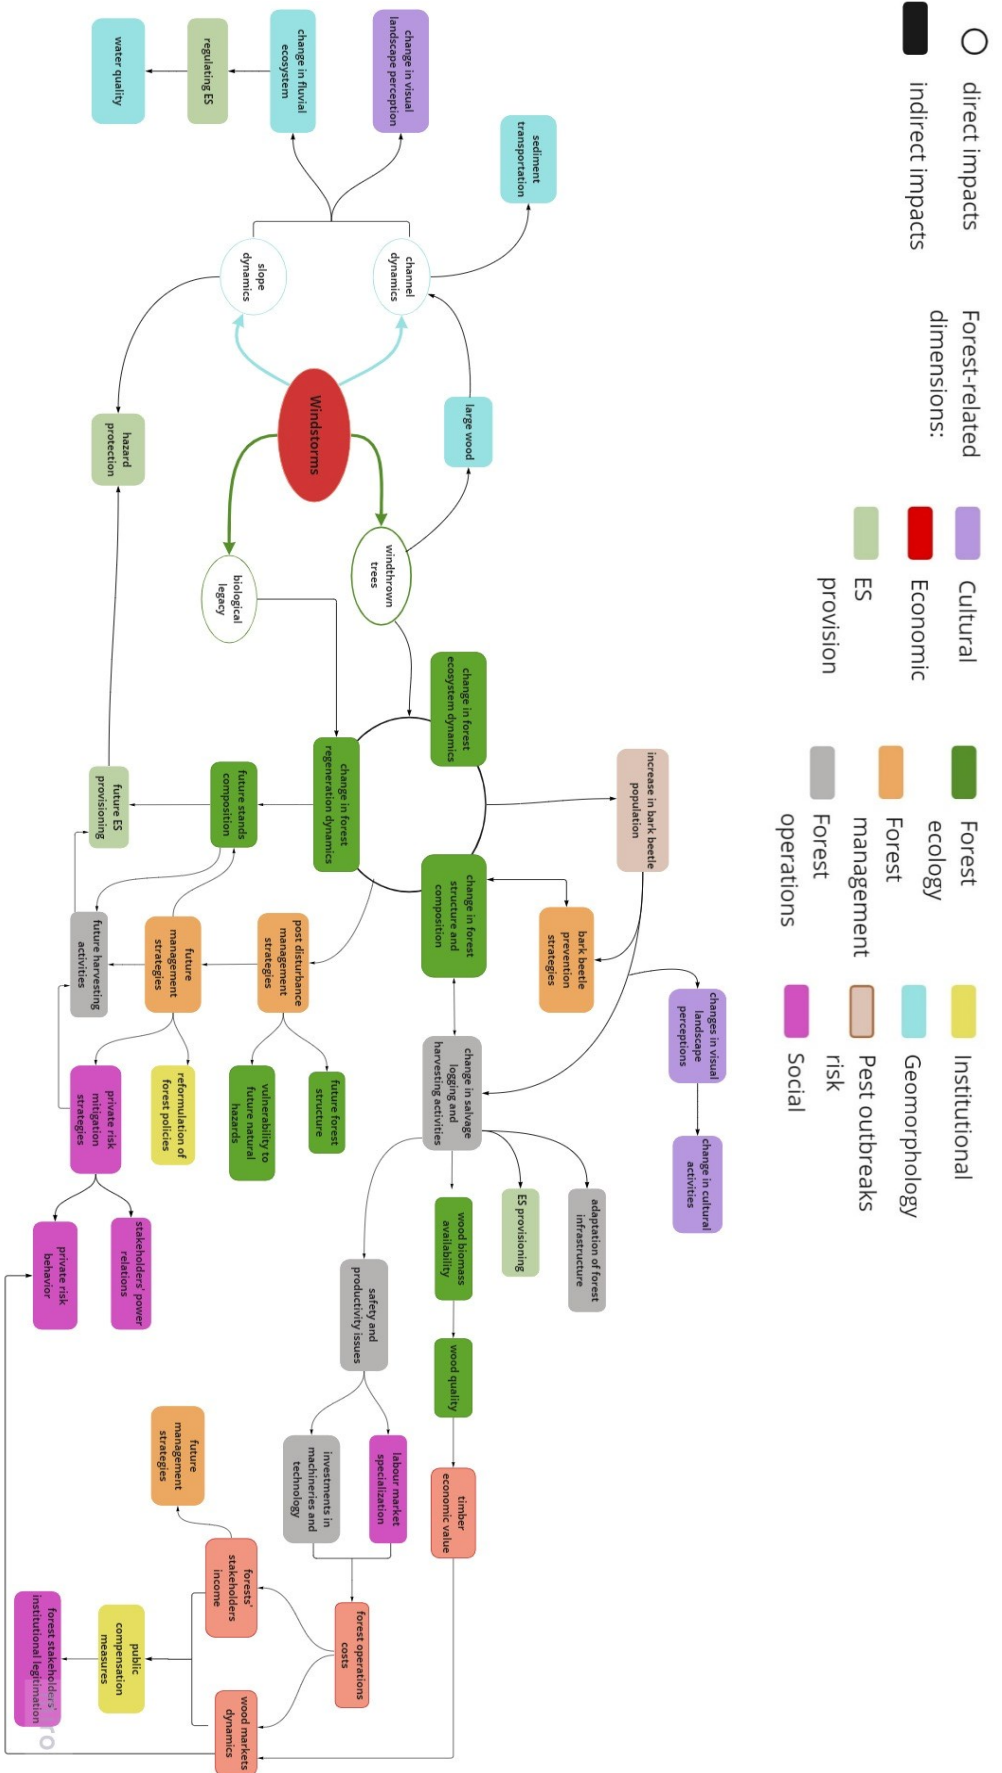 direct impacts
indirect impacts
Forest-related
dimensions:
Cultural
Economic
ES
provision
Forest
ecology
Forest
management
Forest
operations
Institutional
Geomorphology
Pest outbreaks
risk
Social
sediment
transportation
change in visual
landscape perception
change in fluvial
ecosystem
regulating ES
water quality
channel
dynamics
slope
dynamics
large wood
Windstorms
hazard
protection
windthrown
trees
biological
legacy
increase in bark beetle
population
change in forest
ecosystem dynamics
change in forest
regeneration dynamics
future stands
composition
future ES
provisioning
change in forest
structure and
composition
bark beetle
prevention
strategies
post disturbance
management
strategies
future
management
strategies
future harvesting
activities
changes in visual
landscape
perceptions
change in cultural
activities
change in salvage
logging and
harvesting activities
future forest
structure
vulnerability to
future natural
hazards
reformulation of
forest policies
private risk
mitigation
strategies
adaptation of forest
infrastructure
ES provisioning
wood biomass
availability
safety and
productivity issues
stakeholders' power
relations
private risk
behavior
wood quality
labour market
specialization
investments in
machineries and
technology
future
management
strategies
timber
economic value
forests'
stakeholders
income
forest operations
costs
public
compensation
measures
forest stakeholders'
institutional legitimation
wood markets
dynamics
ro